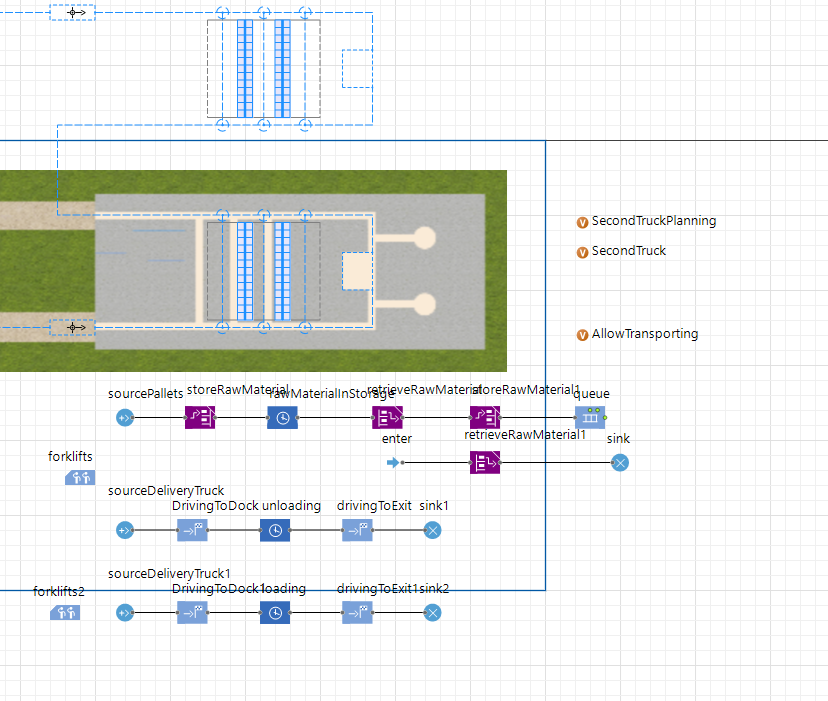 SecondTruckPlanning
SecondTruck
AllowTransporting
sourcePallets
storeRawMaterial
rawMaterialInStorage
retrieveRawMaterial
storeRawMaterial1
queue
enter
retrieveRawMaterial1
sink
forklifts
sourceDeliveryTruck
DrivingToDock
unloading
drivingToExit
sink1
sourceDeliveryTruck1
forklifts2
DrivingToDock1
loading
drivingToExit1
sink2